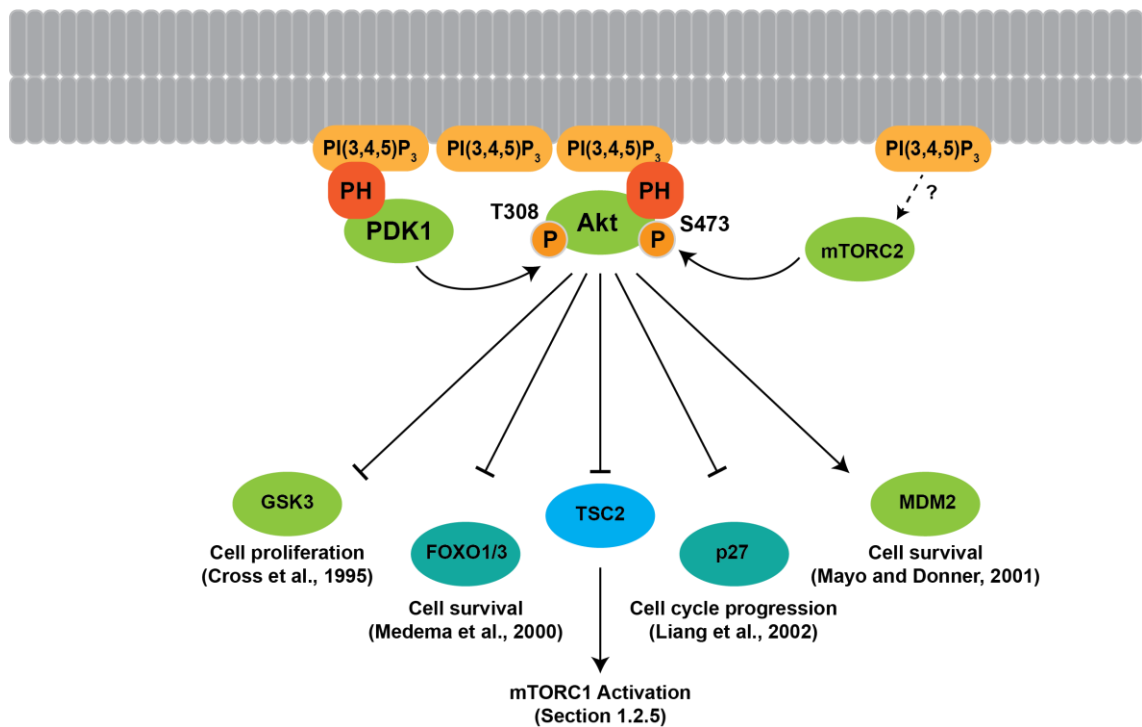 PI(3,4,5)P₃
PI(3,4,5)P₃
PI(3,4,5)P₃
PI(3,4,5)P₃
PH
PH
?
T308
S473
PDK1
P
Akt
P
mTORC2
GSK3
Cell proliferation
(Cross et al., 1995)
FOXO1/3
Cell survival
(Medema et al., 2000)
TSC2
mTORC1 Activation
(Section 1.2.5)
p27
Cell cycle progression
(Liang et al., 2002)
MDM2
Cell survival
(Mayo and Donner, 2001)